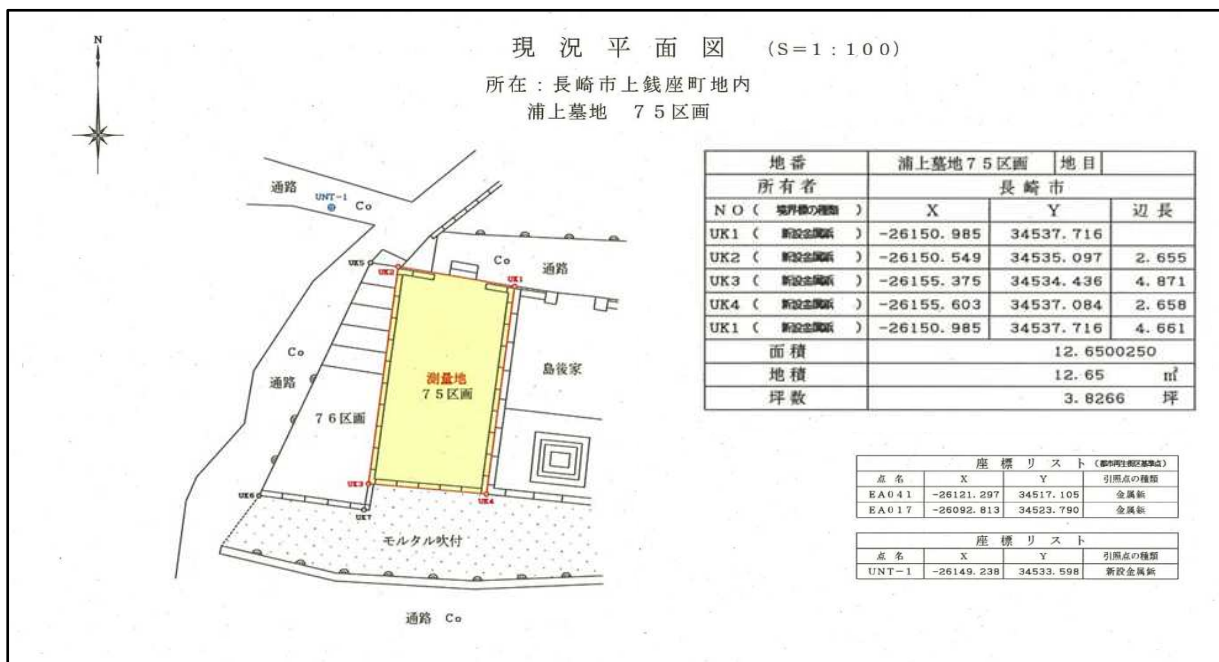 現況平面図 (S=1:100)
所在：長崎市上銭座町地内
浦上墓地 75区画
N
通路
UNT-1
Co
UK5
UK2
Co
通路
UK1
Co
通路
測量地
75区画
島後家
76区画
UK3
UK4
UK6
UK7
モルタル吹付
通路 Co
地番 浦上墓地75区画 地目
所有者 長崎市
NO( 境界標の種類 ) X Y 辺長
UK1 ( 新設金属鋲 ) -26150.985 34537.716
UK2 ( 新設金属鋲 ) -26150.549 34535.097 2.655
UK3 ( 新設金属鋲 ) -26155.375 34534.436 4.871
UK4 ( 新設金属鋲 ) -26155.603 34537.084 2.658
UK1 ( 新設金属鋲 ) -26150.985 34537.716 4.661
面積 12.6500250
地積 12.65 ㎡
坪数 3.8266 坪
座標リスト (都市再生街区基準点)
点名 X Y 引照点の種類
EA041 -26121.297 34517.105 金属鋲
EA017 -26092.813 34523.790 金属鋲
座標リスト
点名 X Y 引照点の種類
UNT-1 -26149.238 34533.598 新設金属鋲